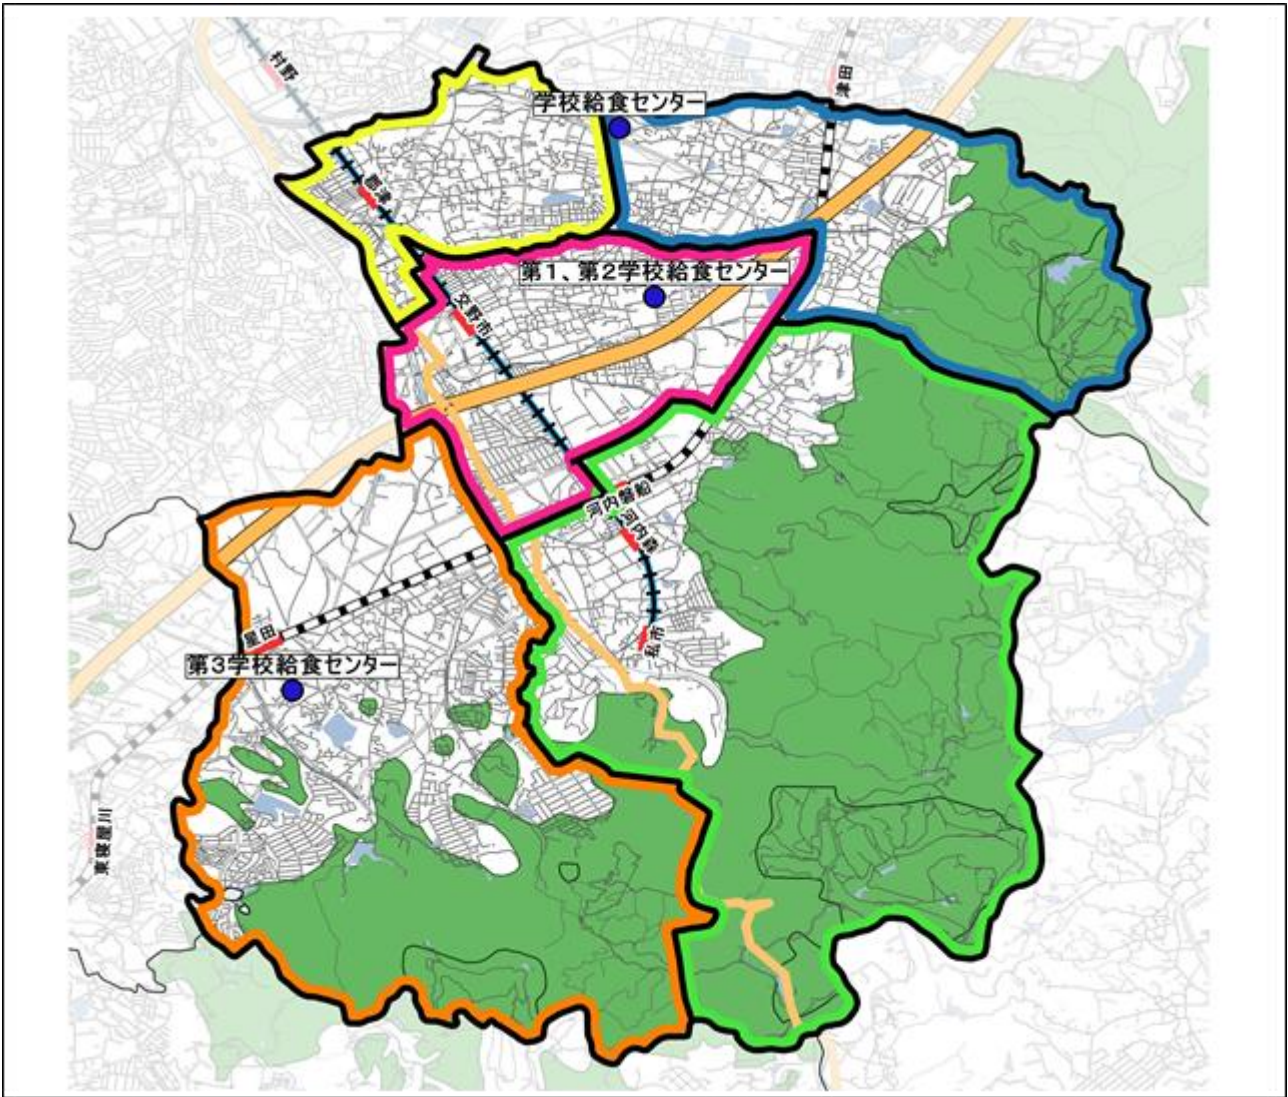 村野
津田
学校給食センター
郡津
第1、第2学校給食センター
交野市
河内磐船
河内森
星田
私市
第3学校給食センター
東寝屋川